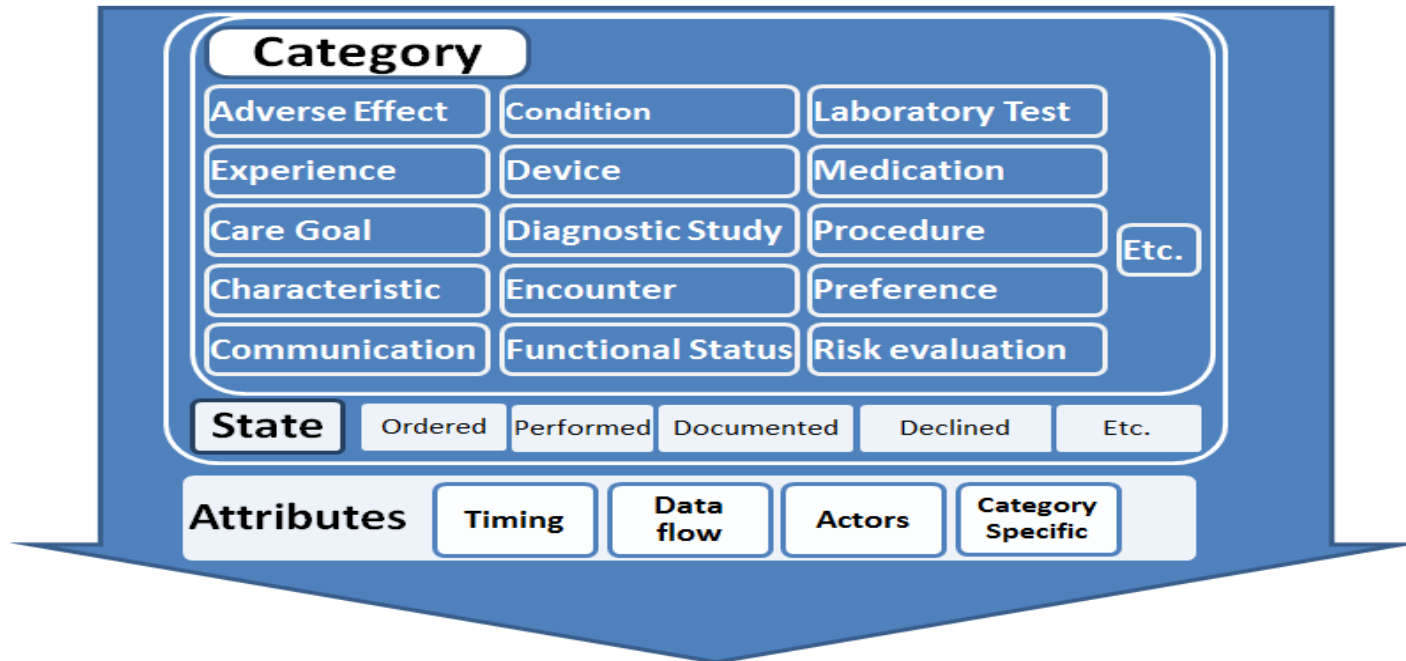 Category
Adverse Effect Condition Laboratory Test
Experience Device Medication
Care Goal Diagnostic Study Procedure
Etc.
Characteristic Encounter Preference
Communication Functional Status Risk evaluation
State Ordered Performed Documented Declined Etc.
Attributes Timing Data flow Actors Category Specific